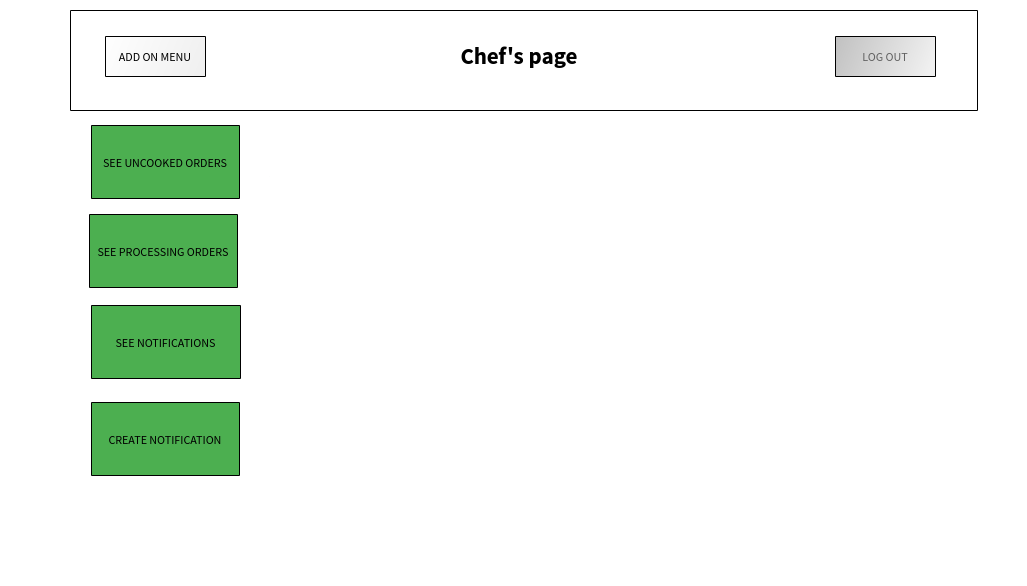 ADD ON MENU
Chef's page
LOG OUT
SEE UNCOOKED ORDERS
SEE PROCESSING ORDERS
SEE NOTIFICATIONS
CREATE NOTIFICATION